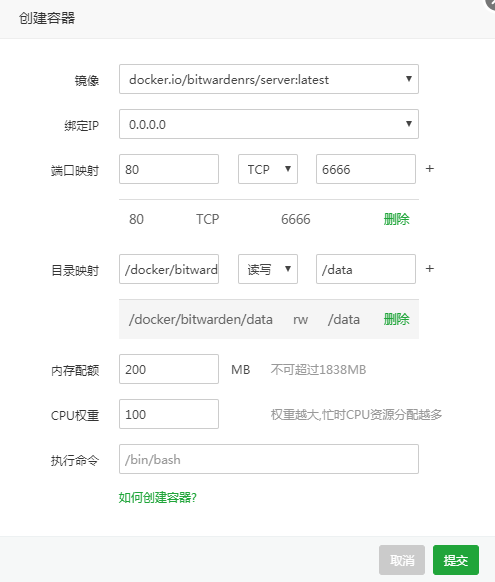 创建容器
镜像 docker.io/bitwardenrs/server:latest
绑定IP 0.0.0.0
端口映射 80 TCP 6666 +
80 TCP 6666 删除
目录映射 /docker/bitward 读写 /data +
/docker/bitwarden/data rw /data 删除
内存配额 200 MB 不可超过1838MB
CPU权重 100 权重越大,忙时CPU资源分配越多
执行命令 /bin/bash
如何创建容器?
取消 提交